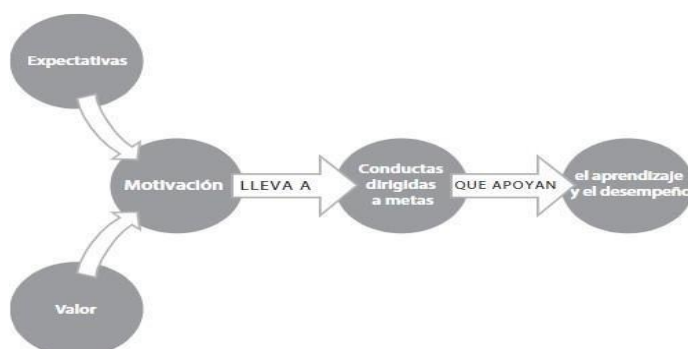 Expectativas
Motivación
LLEVA A
Conductas
dirigidas
a metas
QUE APOYAN
el aprendizaje
y el desempeño
Valor